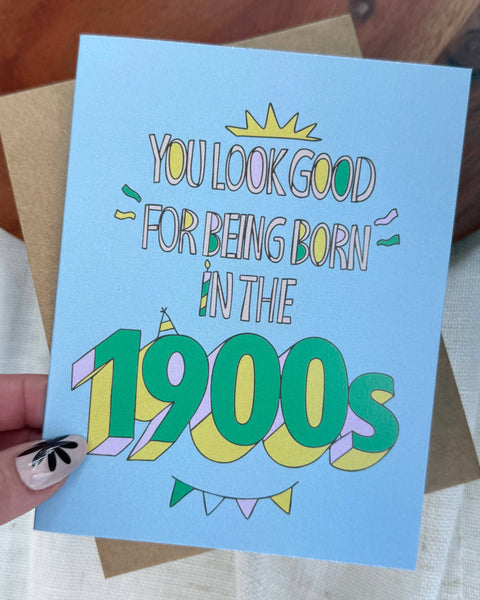 YOU LOOK GOOD
FOR BEING BORN
IN THE
1900s